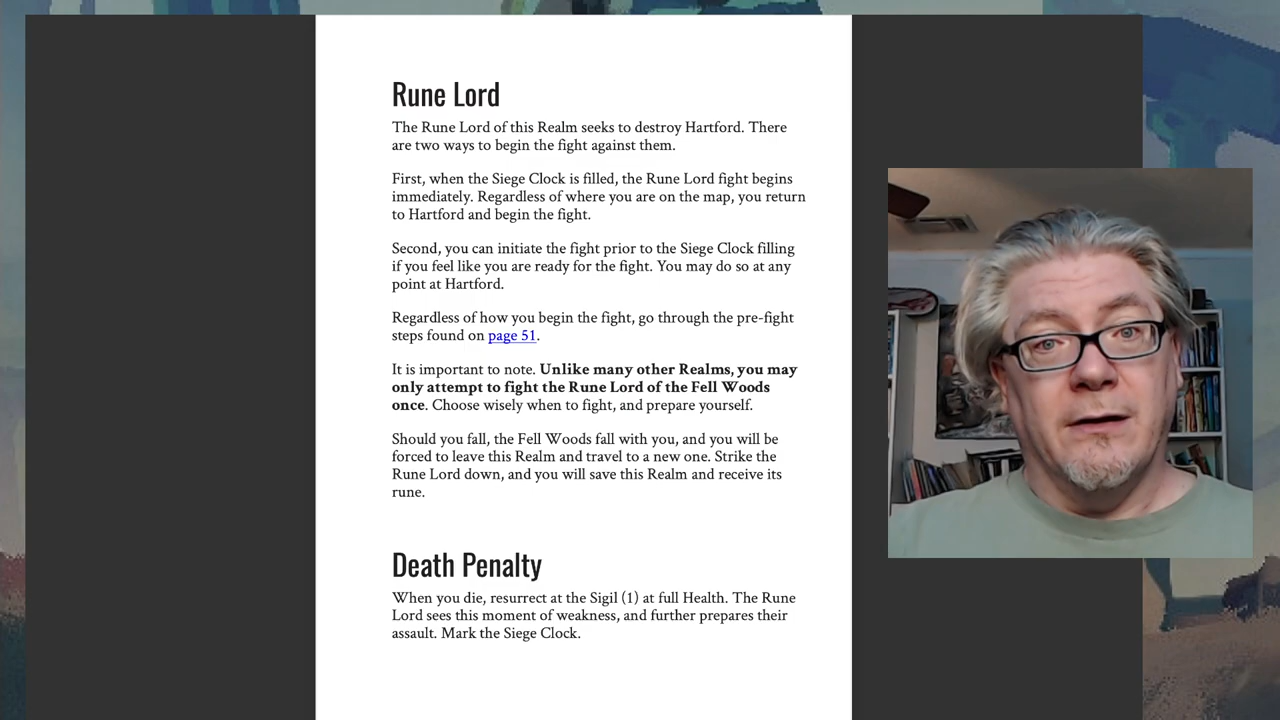 Rune Lord
The Rune Lord of this Realm seeks to destroy Hartford. There
are two ways to begin the fight against them.
First, when the Siege Clock is filled, the Rune Lord fight begins
immediately. Regardless of where you are on the map, you return
to Hartford and begin the fight.
Second, you can initiate the fight prior to the Siege Clock filling
if you feel like you are ready for the fight. You may do so at any
point at Hartford.
Regardless of how you begin the fight, go through the pre-fight
steps found on page 51.
It is important to note. Unlike many other Realms, you may
only attempt to fight the Rune Lord of the Fell Woods
once. Choose wisely when to fight, and prepare yourself.
Should you fall, the Fell Woods fall with you, and you will be
forced to leave this Realm and travel to a new one. Strike the
Rune Lord down, and you will save this Realm and receive its
rune.
Death Penalty
When you die, resurrect at the Sigil (1) at full Health. The Rune
Lord sees this moment of weakness, and further prepares their
assault. Mark the Siege Clock.